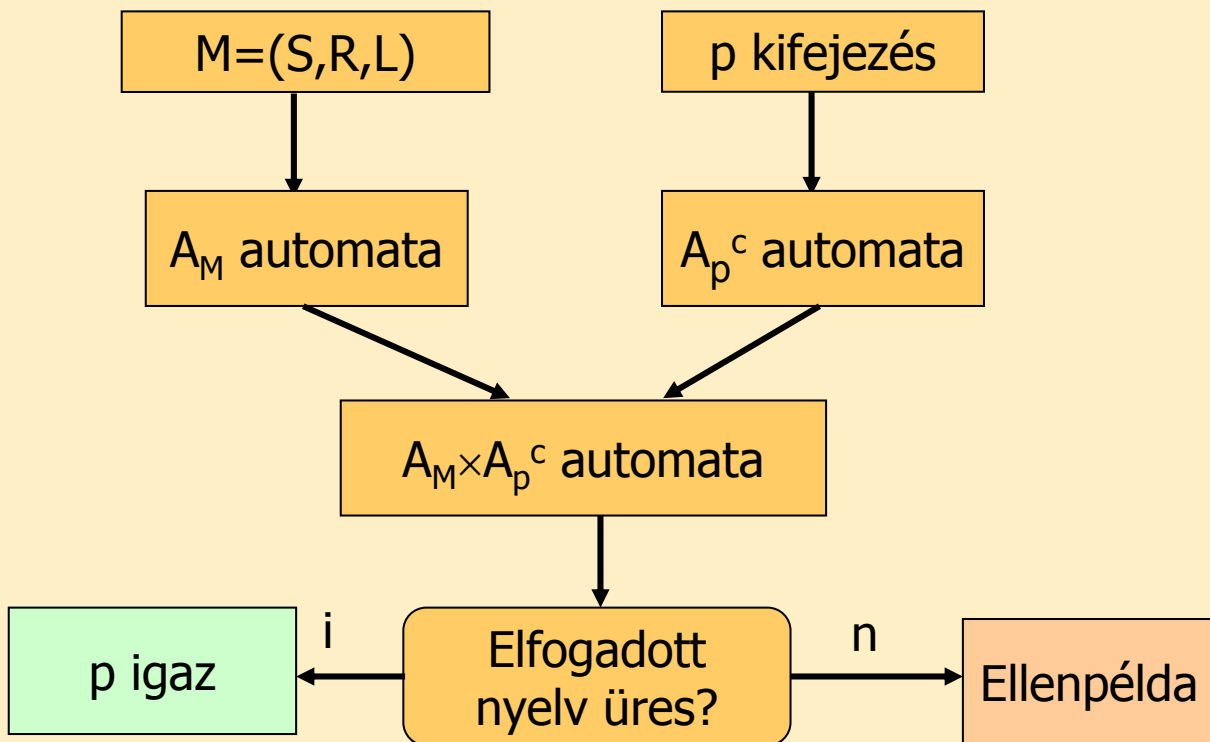 M=(S,R,L)
p kifejezés
A_M automata
A_p^c automata
A_M×A_p^c automata
i
n
p igaz
Elfogadott
nyelv üres?
Ellenpélda